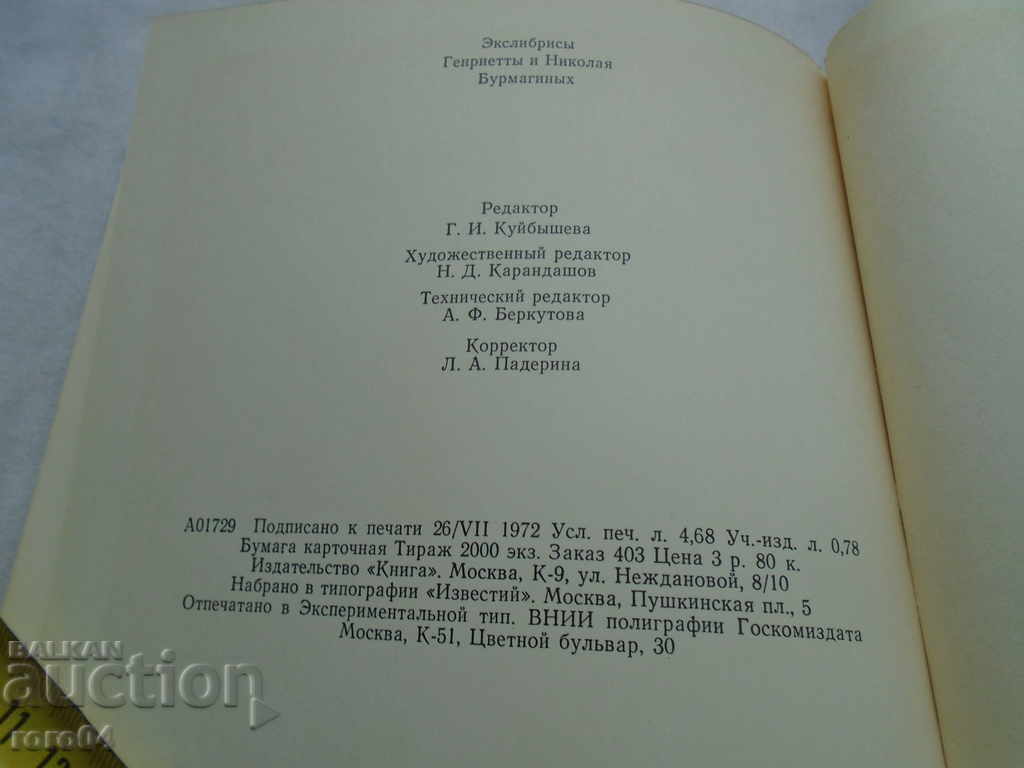 Экслибрисы
Генриетты и Николая
Бурмагиных
Редактор
Г. И. Куйбышева
Художественный редактор
Н. Д. Карандашов
Технический редактор
А. Ф. Беркутова
Корректор
Л. А. Падерина
А01729 Подписано к печати 26/VII 1972 Усл. печ. л. 4,68 Уч.-изд. л. 0,78
Бумага карточная Тираж 2000 экз. Заказ 403 Цена 3 р. 80 к.
Издательство «Книга». Москва, К-9, ул. Неждановой, 8/10
Набрано в типографии «Известий». Москва, Пушкинская пл., 5
Отпечатано в Экспериментальной тип. ВНИИ полиграфии Госкомиздата
Москва, К-51, Цветной бульвар, 30
BALKAN
auction
roro04
11
12